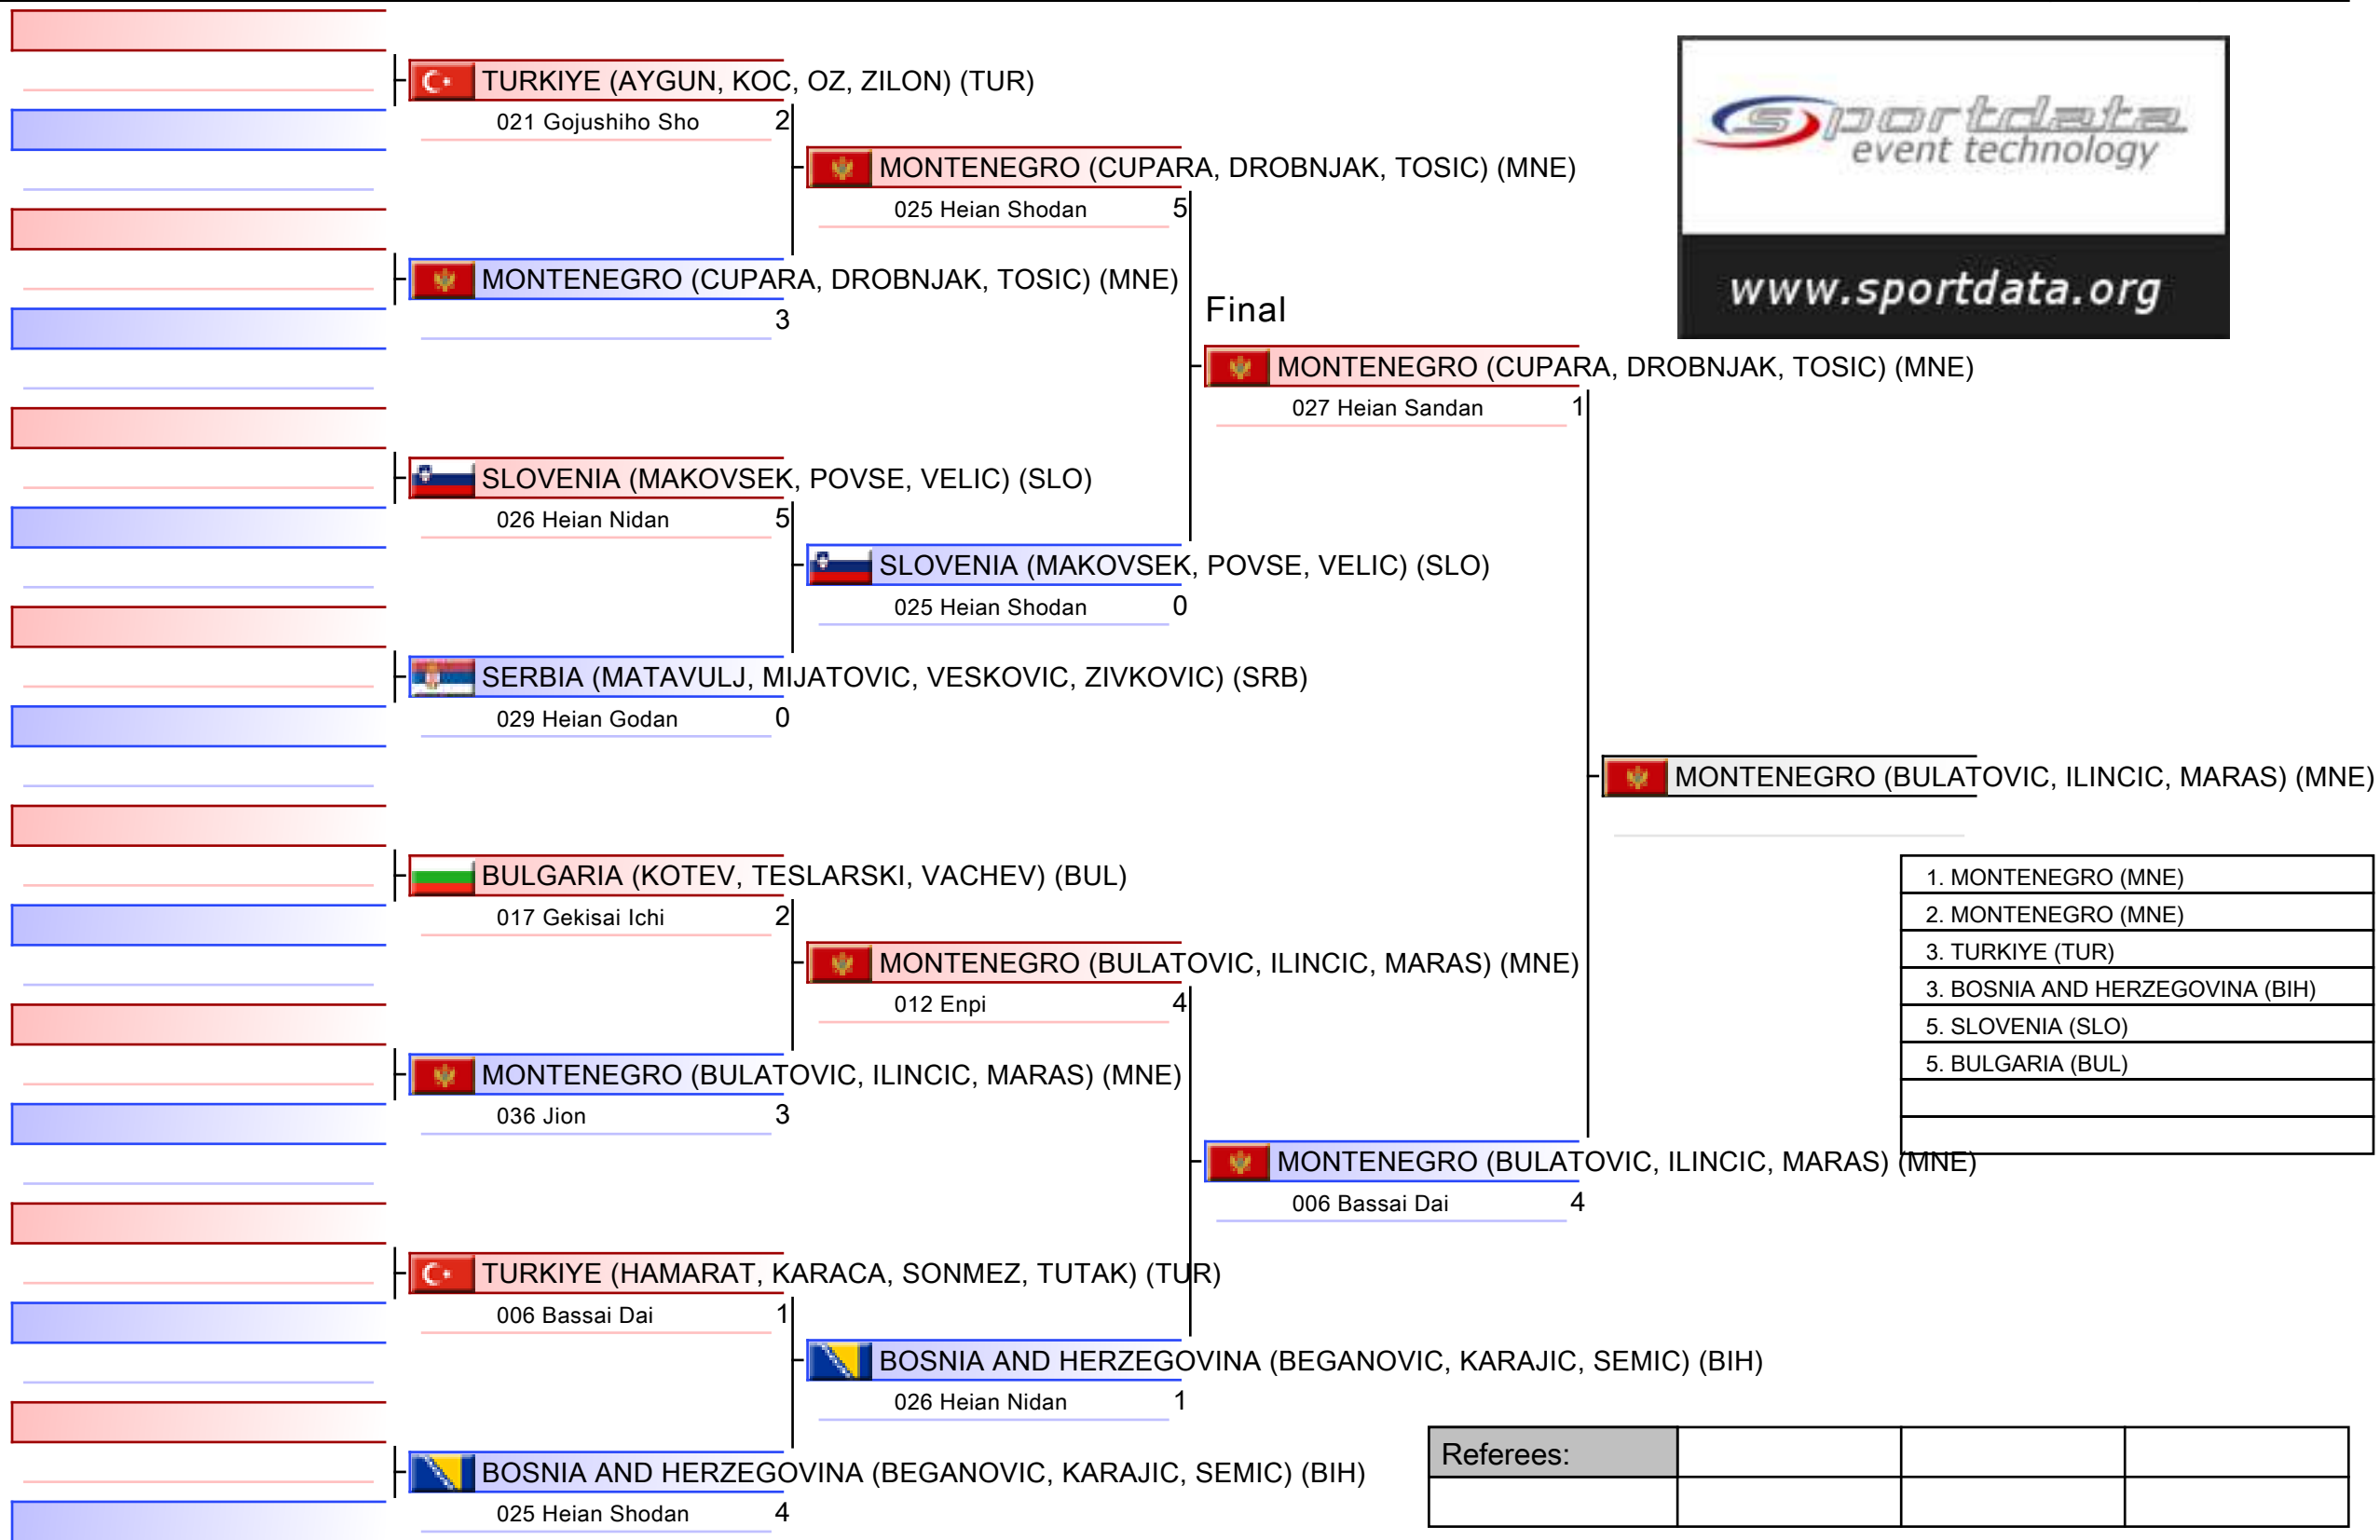 TURKIYE (AYGUN, KOC, OZ, ZILON) (TUR)
021 Gojushiho Sho 2
MONTENEGRO (CUPARA, DROBNJAK, TOSIC) (MNE)
3
SLOVENIA (MAKOVSEK, POVSE, VELIC) (SLO)
026 Heian Nidan 5
SERBIA (MATAVULJ, MIJATOVIC, VESKOVIC, ZIVKOVIC) (SRB)
029 Heian Godan 0
BULGARIA (KOTEV, TESLARSKI, VACHEV) (BUL)
017 Gekisai Ichi 2
MONTENEGRO (BULATOVIC, ILINCIC, MARAS) (MNE)
036 Jion 3
TURKIYE (HAMARAT, KARACA, SONMEZ, TUTAK) (TUR)
006 Bassai Dai 1
BOSNIA AND HERZEGOVINA (BEGANOVIC, KARAJIC, SEMIC) (BIH)
025 Heian Shodan 4
MONTENEGRO (CUPARA, DROBNJAK, TOSIC) (MNE)
025 Heian Shodan 5
SLOVENIA (MAKOVSEK, POVSE, VELIC) (SLO)
025 Heian Shodan 0
MONTENEGRO (BULATOVIC, ILINCIC, MARAS) (MNE)
012 Enpi 4
BOSNIA AND HERZEGOVINA (BEGANOVIC, KARAJIC, SEMIC) (BIH)
026 Heian Nidan 1
Final
MONTENEGRO (CUPARA, DROBNJAK, TOSIC) (MNE)
027 Heian Sandan 1
MONTENEGRO (BULATOVIC, ILINCIC, MARAS) (MNE)
006 Bassai Dai 4
MONTENEGRO (BULATOVIC, ILINCIC, MARAS) (MNE)
sportdata
event technology
www.sportdata.org
1. MONTENEGRO (MNE)
2. MONTENEGRO (MNE)
3. TURKIYE (TUR)
3. BOSNIA AND HERZEGOVINA (BIH)
5. SLOVENIA (SLO)
5. BULGARIA (BUL)
Referees: